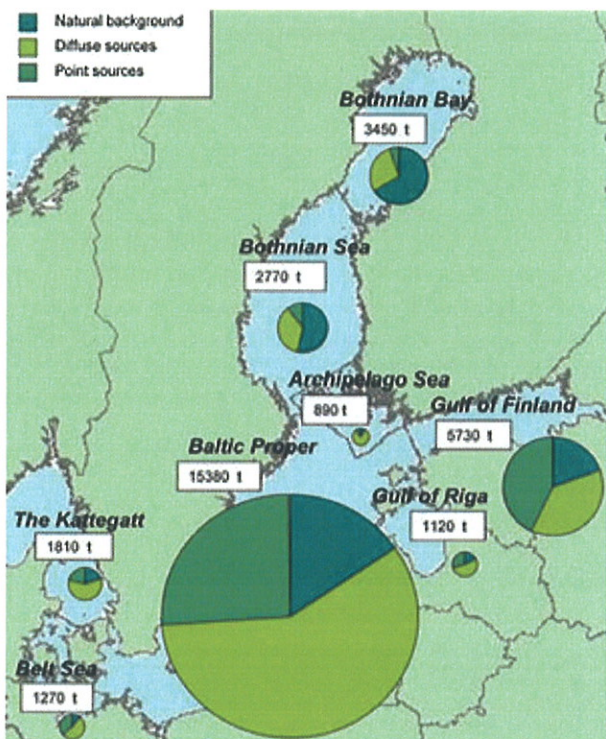 Natural background
Diffuse sources
Point sources
Bothnian Bay
3450 t
Bothnian Sea
2770 t
Archipelago Sea
890 t
Gulf of Finland
5730 t
Baltic Proper
15380 t
Gulf of Riga
1120 t
The Kattegatt
1810 t
Belt Sea
1270 t